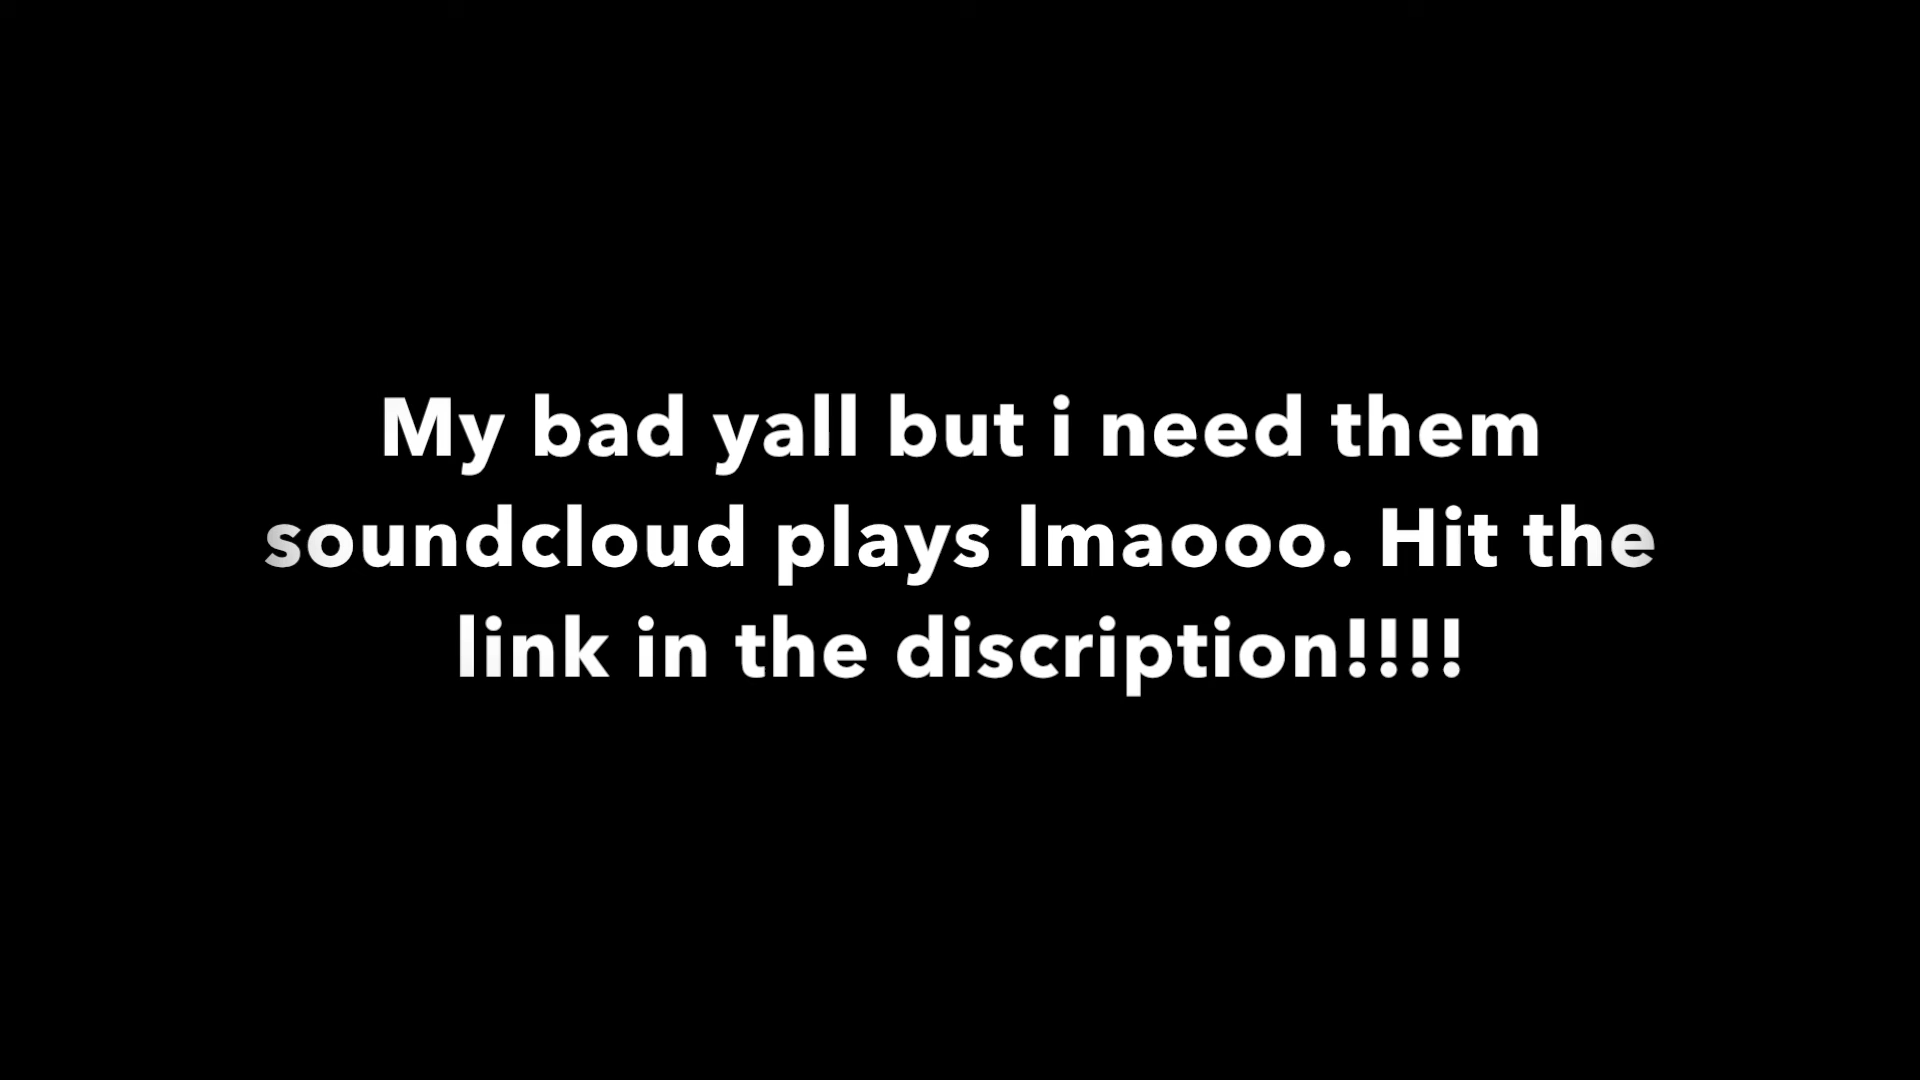 My bad yall but i need them
soundcloud plays lmaooo. Hit the
link in the discription!!!!